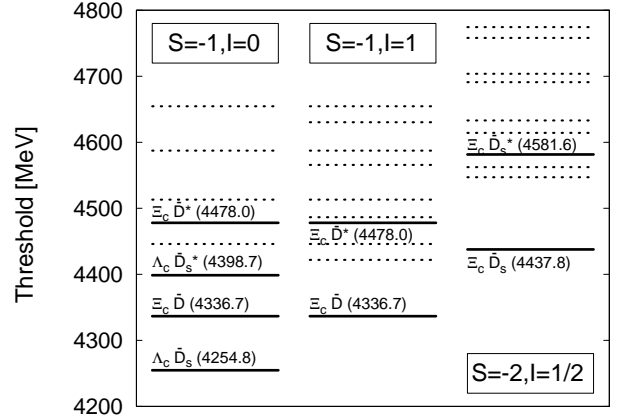 Threshold [MeV]
4800
4700
4600
4500
4400
4300
4200
S=-1,I=0
Ξc D̄* (4478.0)
Λc D̄s* (4398.7)
Ξc D̄ (4336.7)
Λc D̄s (4254.8)
S=-1,I=1
Ξc D̄* (4478.0)
Ξc D̄ (4336.7)
Ξc D̄s* (4581.6)
Ξc D̄s (4437.8)
S=-2,I=1/2